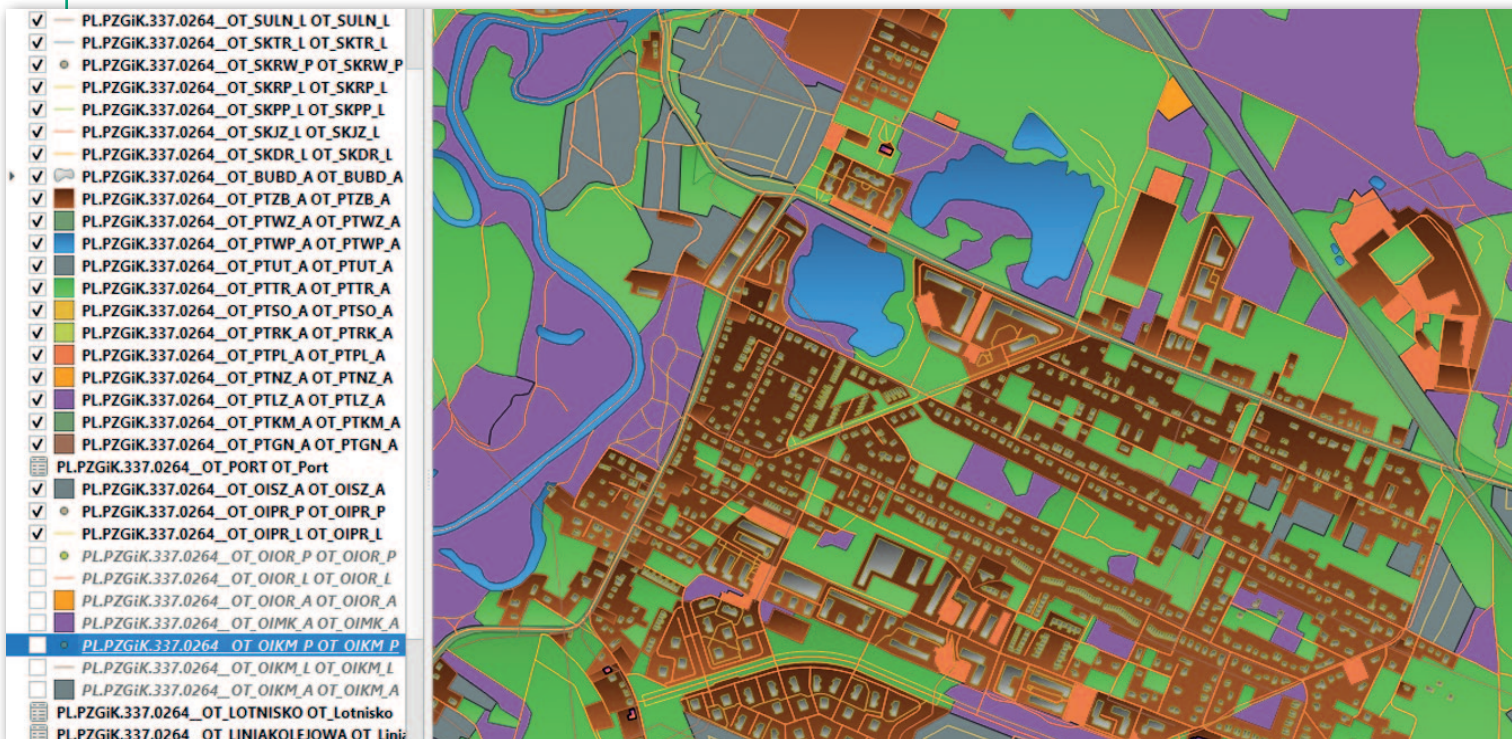 PL.PZGiK.337.0264__OT_SULN_L OT_SULN_L
PL.PZGiK.337.0264__OT_SKTR_L OT_SKTR_L
PL.PZGiK.337.0264__OT_SKRW_P OT_SKRW_P
PL.PZGiK.337.0264__OT_SKRP_L OT_SKRP_L
PL.PZGiK.337.0264__OT_SKPP_L OT_SKPP_L
PL.PZGiK.337.0264__OT_SKJZ_L OT_SKJZ_L
PL.PZGiK.337.0264__OT_SKDR_L OT_SKDR_L
PL.PZGiK.337.0264__OT_BUBD_A OT_BUBD_A
PL.PZGiK.337.0264__OT_PTZB_A OT_PTZB_A
PL.PZGiK.337.0264__OT_PTWZ_A OT_PTWZ_A
PL.PZGiK.337.0264__OT_PTWP_A OT_PTWP_A
PL.PZGiK.337.0264__OT_PTUT_A OT_PTUT_A
PL.PZGiK.337.0264__OT_PTTR_A OT_PTTR_A
PL.PZGiK.337.0264__OT_PTSO_A OT_PTSO_A
PL.PZGiK.337.0264__OT_PTRK_A OT_PTRK_A
PL.PZGiK.337.0264__OT_PTPL_A OT_PTPL_A
PL.PZGiK.337.0264__OT_PTNZ_A OT_PTNZ_A
PL.PZGiK.337.0264__OT_PTLZ_A OT_PTLZ_A
PL.PZGiK.337.0264__OT_PTKM_A OT_PTKM_A
PL.PZGiK.337.0264__OT_PTGN_A OT_PTGN_A
PL.PZGiK.337.0264__OT_PORT OT_Port
PL.PZGiK.337.0264__OT_OISZ_A OT_OISZ_A
PL.PZGiK.337.0264__OT_OIPR_P OT_OIPR_P
PL.PZGiK.337.0264__OT_OIPR_L OT_OIPR_L
PL.PZGiK.337.0264__OT_OIOR_P OT_OIOR_P
PL.PZGiK.337.0264__OT_OIOR_L OT_OIOR_L
PL.PZGiK.337.0264__OT_OIOR_A OT_OIOR_A
PL.PZGiK.337.0264__OT_OIMK_A OT_OIMK_A
PL.PZGiK.337.0264__OT_OIKM_P OT_OIKM_P
PL.PZGiK.337.0264__OT_OIKM_L OT_OIKM_L
PL.PZGiK.337.0264__OT_OIKM_A OT_OIKM_A
PL.PZGiK.337.0264__OT_LOTNISKO OT_Lotnisko
PL.PZGiK.337.0264__OT_LINIAKOLEJOWA